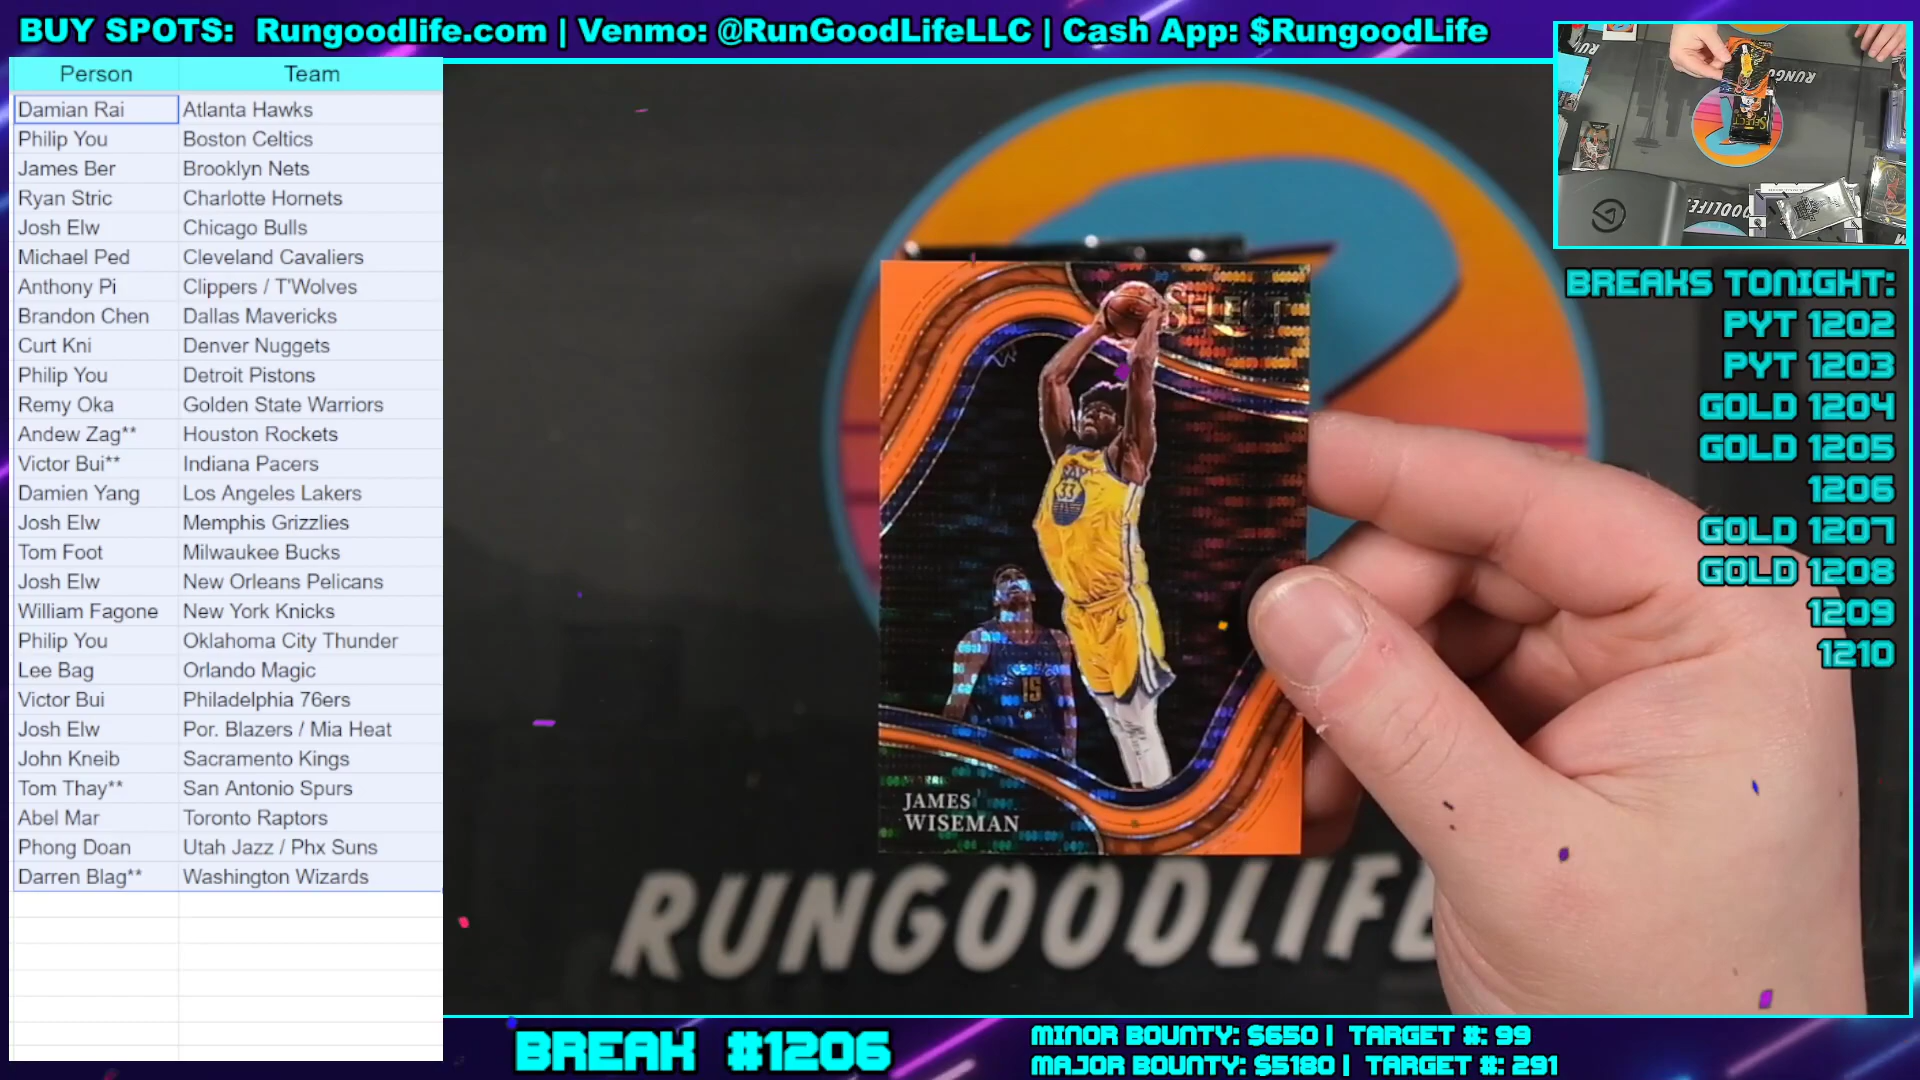 BUY SPOTS: Rungoodlife.com | Venmo: @RunGoodLifeLLC | Cash App: $RungoodLife
Person Team
Damian Rai Atlanta Hawks
Philip You Boston Celtics
James Ber Brooklyn Nets
Ryan Stric Charlotte Hornets
Josh Elw Chicago Bulls
Michael Ped Cleveland Cavaliers
Anthony Pi Clippers / T'Wolves
Brandon Chen Dallas Mavericks
Curt Kni Denver Nuggets
Philip You Detroit Pistons
Remy Oka Golden State Warriors
Andew Zag** Houston Rockets
Victor Bui** Indiana Pacers
Damien Yang Los Angeles Lakers
Josh Elw Memphis Grizzlies
Tom Foot Milwaukee Bucks
Josh Elw New Orleans Pelicans
William Fagone New York Knicks
Philip You Oklahoma City Thunder
Lee Bag Orlando Magic
Victor Bui Philadelphia 76ers
Josh Elw Por. Blazers / Mia Heat
John Kneib Sacramento Kings
Tom Thay** San Antonio Spurs
Abel Mar Toronto Raptors
Phong Doan Utah Jazz / Phx Suns
Darren Blag** Washington Wizards
SELECT
33
15
JAMES
WISEMAN
RUNGOODLIFE
RUNGO
SELECT
OODLIFE
BREAKS TONIGHT:
PYT 1202
PYT 1203
GOLD 1204
GOLD 1205
1206
GOLD 1207
GOLD 1208
1209
1210
BREAK #1206
MINOR BOUNTY: $650 | TARGET #: 99
MAJOR BOUNTY: $5180 | TARGET #: 291